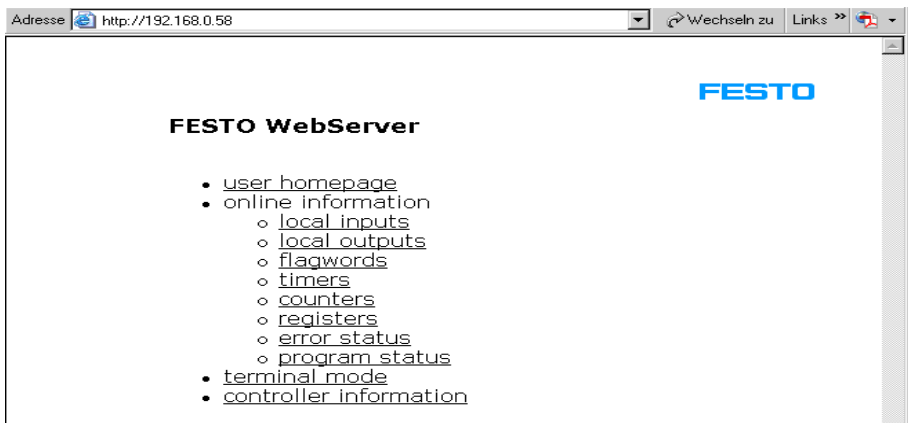 Adresse http://192.168.0.58 Wechseln zu Links »
FESTO
FESTO WebServer
• user homepage
• online information
o local inputs
o local outputs
o flagwords
o timers
o counters
o registers
o error status
o program status
• terminal mode
• controller information